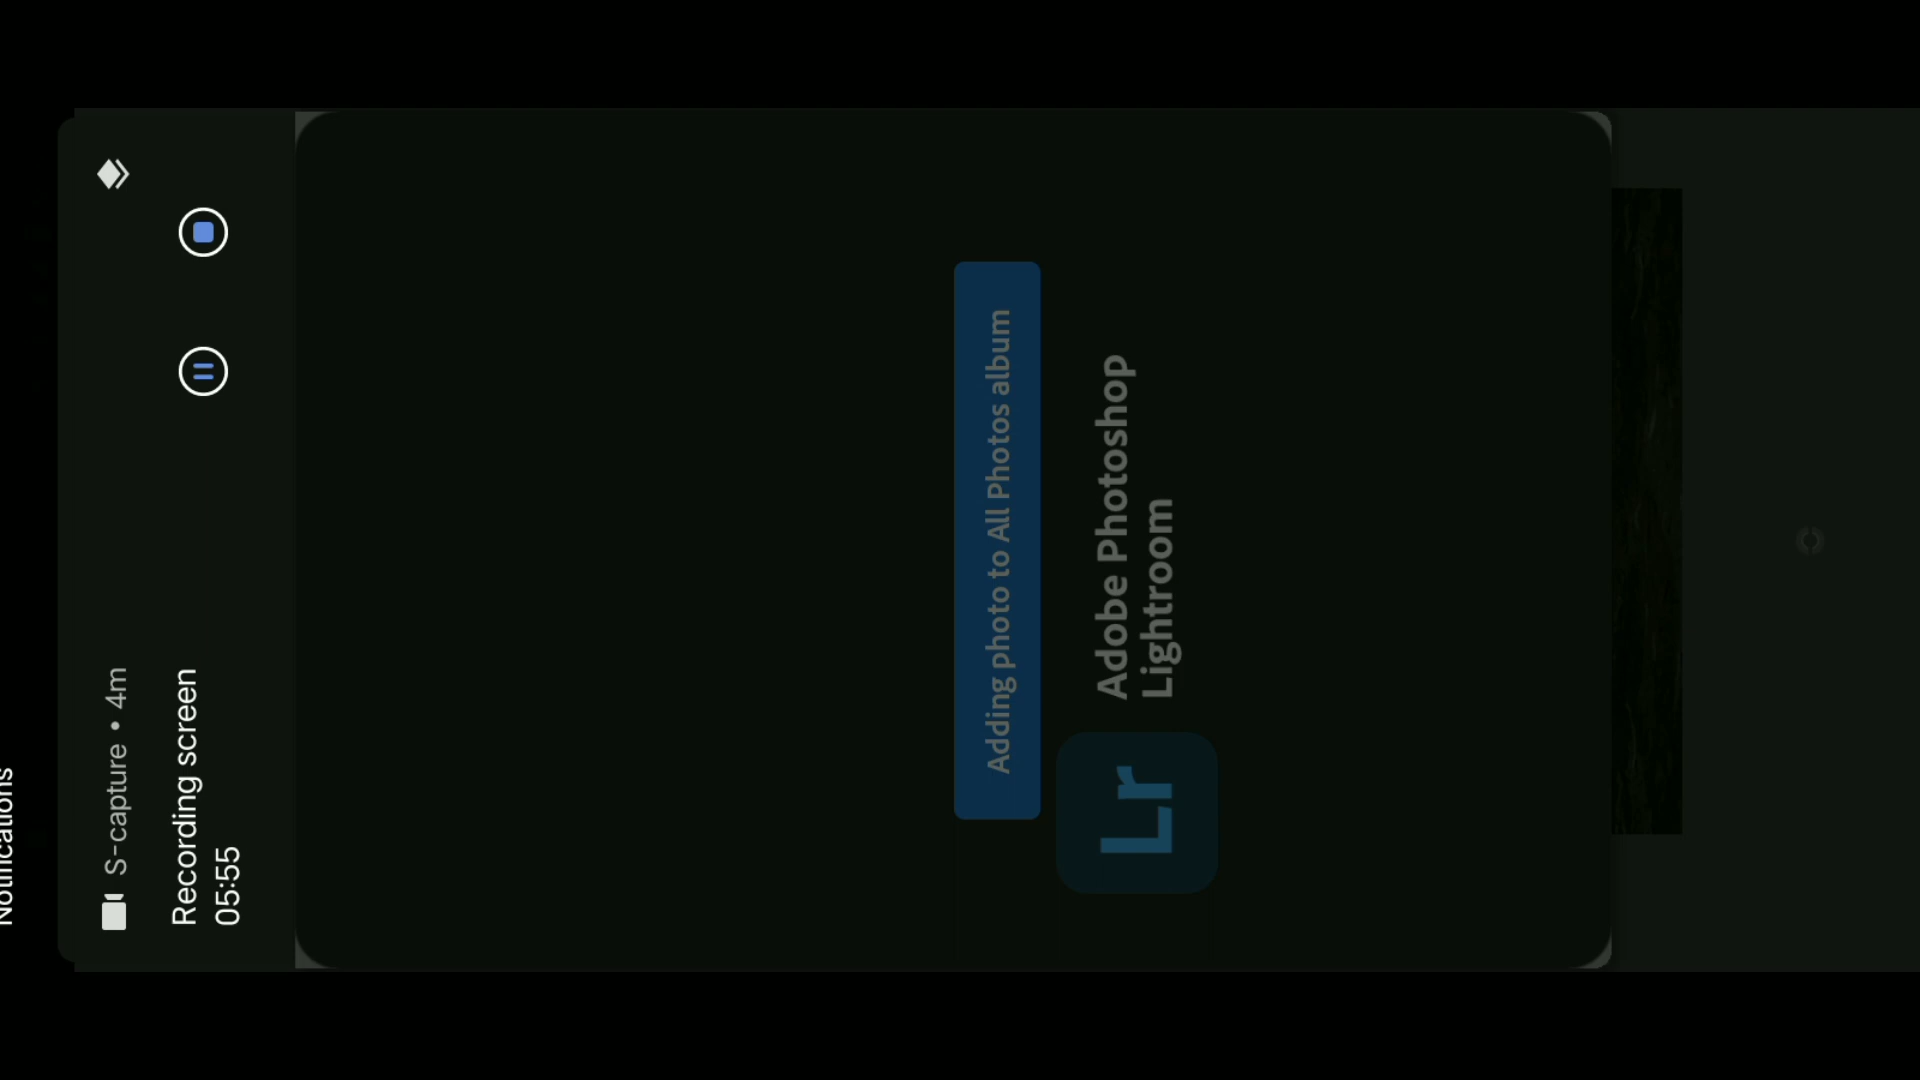 Notifications
S-capture • 4m
Recording screen
05:55
Adding photo to All Photos album
Adobe Photoshop
Lightroom
Lr